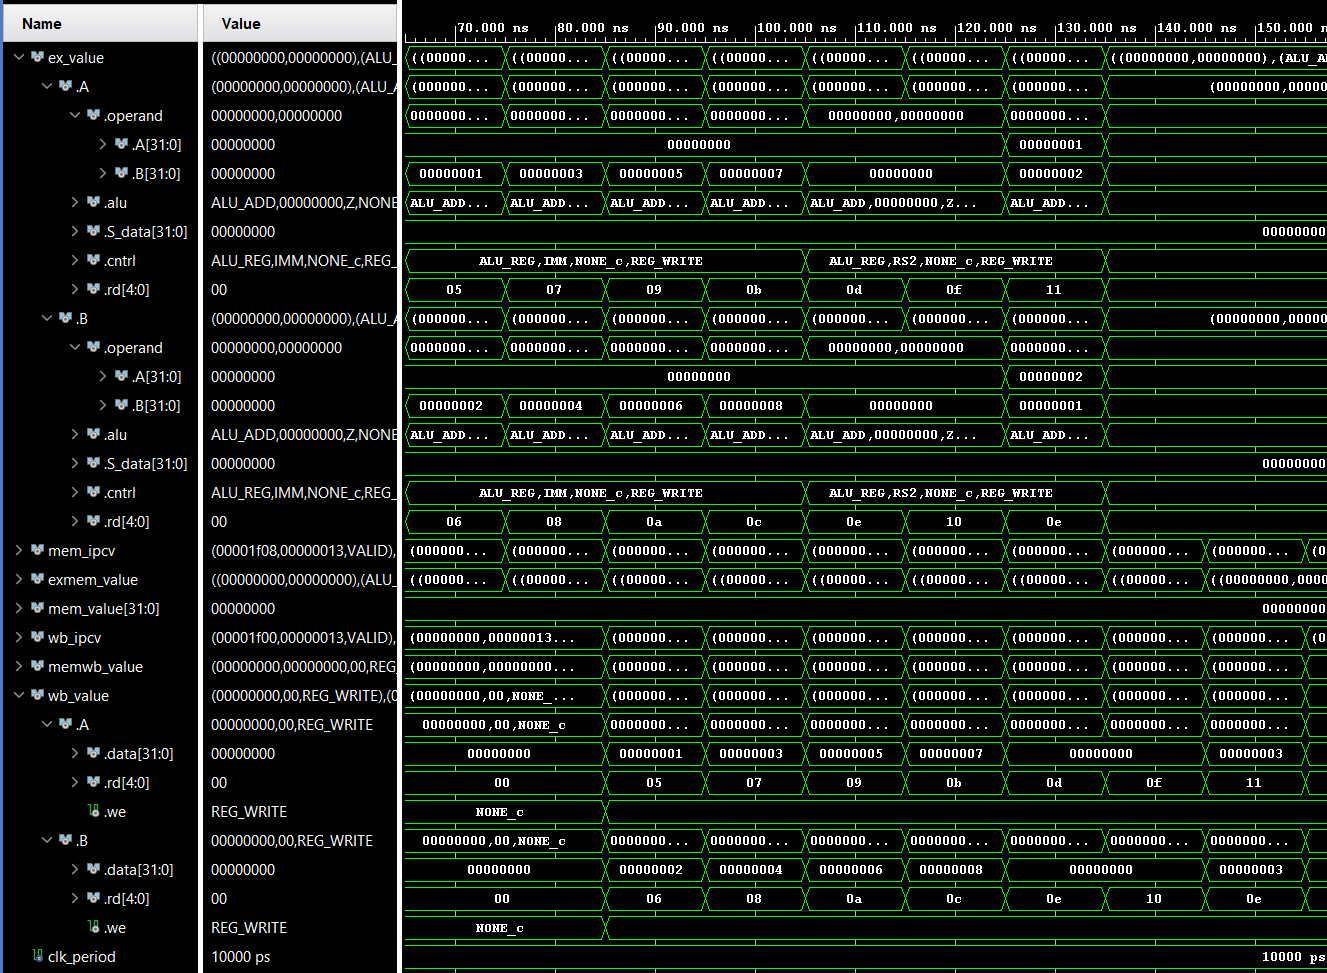 Name Value 70.000 ns 80.000 ns 90.000 ns 100.000 ns 110.000 ns 120.000 ns 130.000 ns 140.000 ns 150.000 n
ex_value ((00000000,00000000),(ALU_ ((00000... ((00000... ((00000... ((00000... ((00000... ((00000... ((00000... ((00000000,00000000),(ALU_A
.A (00000000,00000000),(ALU_A (000000... (000000... (000000... (000000... (000000... (000000... (000000... (00000000,00000
.operand 00000000,00000000 0000000... 0000000... 0000000... 0000000... 00000000,00000000 0000000...
.A[31:0] 00000000 00000000 00000001
.B[31:0] 00000000 00000001 00000003 00000005 00000007 00000000 00000002
.alu ALU_ADD,00000000,Z,NONE ALU_ADD... ALU_ADD... ALU_ADD... ALU_ADD... ALU_ADD,00000000,Z... ALU_ADD...
.S_data[31:0] 00000000 00000000
.cntrl ALU_REG,IMM,NONE_c,REG_ ALU_REG,IMM,NONE_c,REG_WRITE ALU_REG,RS2,NONE_c,REG_WRITE
.rd[4:0] 00 05 07 09 0b 0d 0f 11
.B (00000000,00000000),(ALU_A (000000... (000000... (000000... (000000... (000000... (000000... (000000... (00000000,00000
.operand 00000000,00000000 0000000... 0000000... 0000000... 0000000... 00000000,00000000 0000000...
.A[31:0] 00000000 00000000 00000002
.B[31:0] 00000000 00000002 00000004 00000006 00000008 00000000 00000001
.alu ALU_ADD,00000000,Z,NONE ALU_ADD... ALU_ADD... ALU_ADD... ALU_ADD... ALU_ADD,00000000,Z... ALU_ADD...
.S_data[31:0] 00000000 00000000
.cntrl ALU_REG,IMM,NONE_c,REG_ ALU_REG,IMM,NONE_c,REG_WRITE ALU_REG,RS2,NONE_c,REG_WRITE
.rd[4:0] 00 06 08 0a 0c 0e 10 0e
mem_ipcv (00001f08,00000013,VALID), (000000... (000000... (000000... (000000... (000000... (000000... (000000... (000000... (000000... (0
exmem_value ((00000000,00000000),(ALU_ ((00000... ((00000... ((00000... ((00000... ((00000... ((00000... ((00000... ((00000... ((00000000,0000
mem_value[31:0] 00000000 00000000
wb_ipcv (00001f00,00000013,VALID), (00000000,00000013... (000000... (000000... (000000... (000000... (000000... (000000... (000000... (0
memwb_value (00000000,00000000,00,REG_ (00000000,00000000... (000000... (000000... (000000... (000000... (000000... (000000... (000000...
wb_value (00000000,00,REG_WRITE),(0 (00000000,00,NONE_... (000000... (000000... (000000... (000000... (000000... (000000... (000000...
.A 00000000,00,REG_WRITE 00000000,00,NONE_c 0000000... 0000000... 0000000... 0000000... 0000000... 0000000... 0000000...
.data[31:0] 00000000 00000000 00000001 00000003 00000005 00000007 00000000 00000003
.rd[4:0] 00 00 05 07 09 0b 0d 0f 11
.we REG_WRITE NONE_c
.B 00000000,00,REG_WRITE 00000000,00,NONE_c 0000000... 0000000... 0000000... 0000000... 0000000... 0000000... 0000000...
.data[31:0] 00000000 00000000 00000002 00000004 00000006 00000008 00000000 00000003
.rd[4:0] 00 00 06 08 0a 0c 0e 10 0e
.we REG_WRITE NONE_c
clk_period 10000 ps 10000 ps